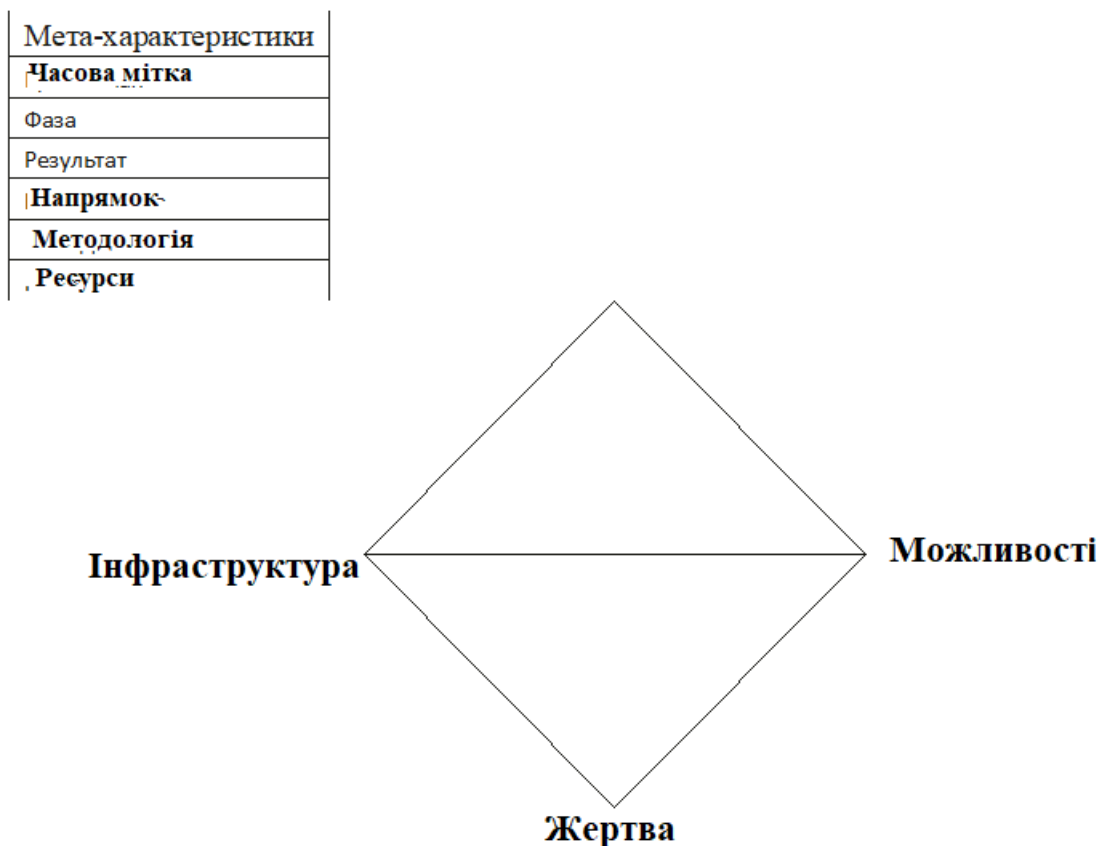 Мета-характеристики
Часова мітка
Фаза
Результат
Напрямок
Методологія
Ресурси
Інфраструктура
Можливості
Жертва